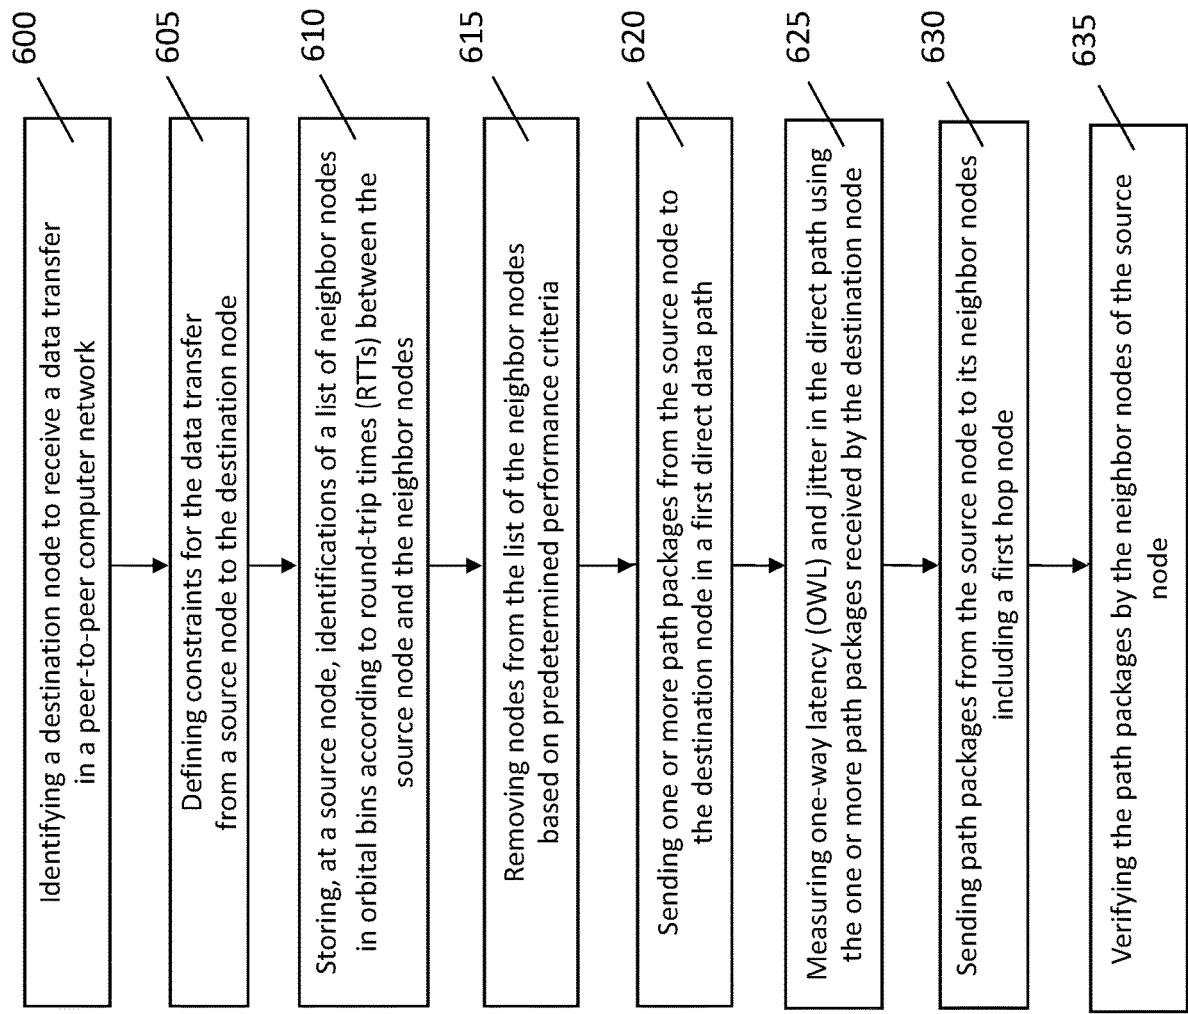 600
Identifying a destination node to receive a data transfer
in a peer-to-peer computer network
605
Defining constraints for the data transfer
from a source node to the destination node
610
Storing, at a source node, identifications of a list of neighbor nodes
in orbital bins according to round-trip times (RTTs) between the
source node and the neighbor nodes
615
Removing nodes from the list of the neighbor nodes
based on predetermined performance criteria
620
Sending one or more path packages from the source node to
the destination node in a first direct data path
625
Measuring one-way latency (OWL) and jitter in the direct path using
the one or more path packages received by the destination node
630
Sending path packages from the source node to its neighbor nodes
including a first hop node
635
Verifying the path packages by the neighbor nodes of the source
node